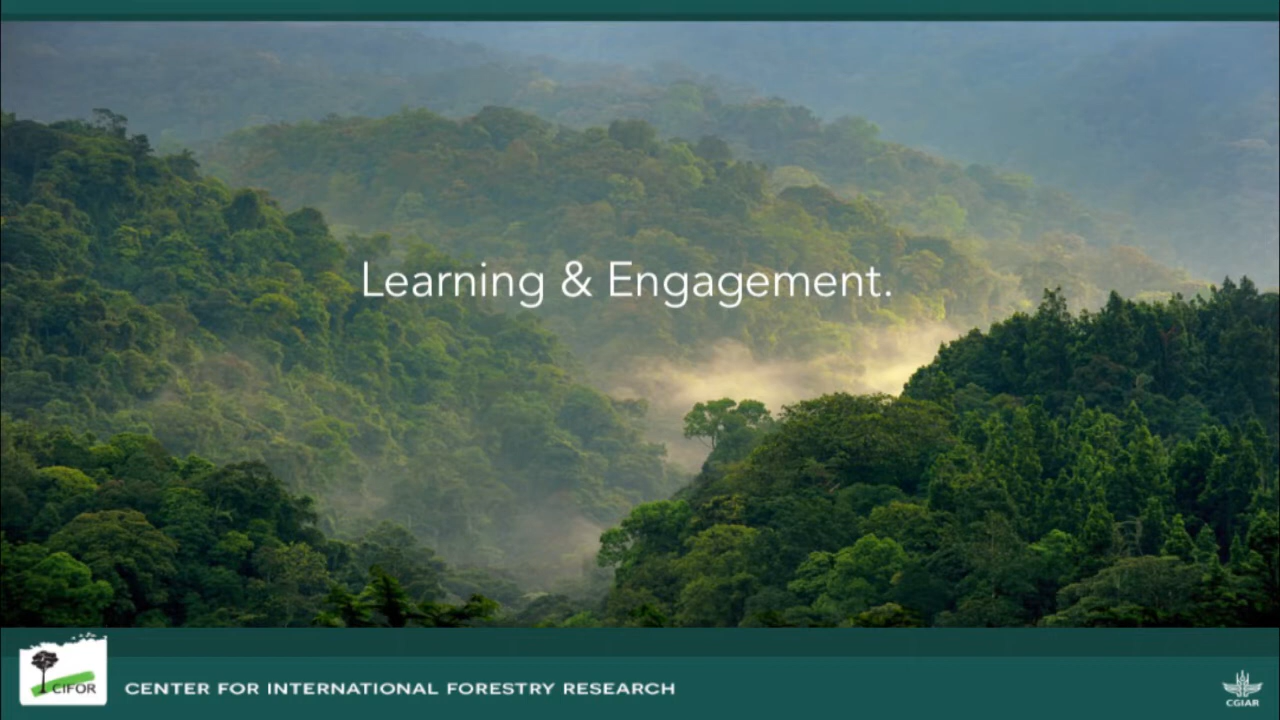 Learning & Engagement.
CIFOR
CENTER FOR INTERNATIONAL FORESTRY RESEARCH
CGIAR